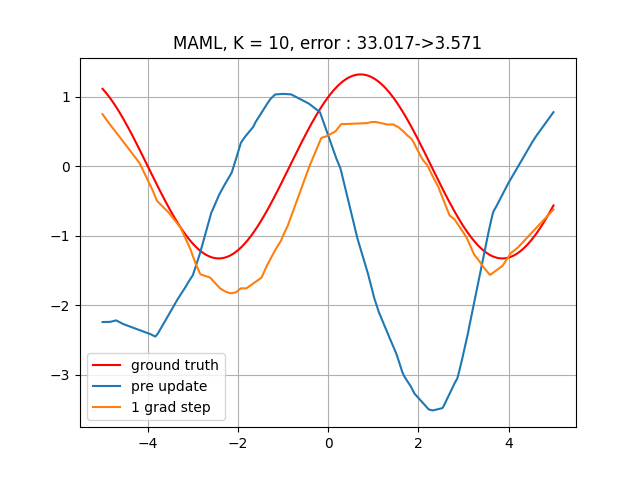 MAML, K = 10, error : 33.017->3.571
1
0
−1
−2
−3
ground truth
pre update
1 grad step
−4
−2
0
2
4